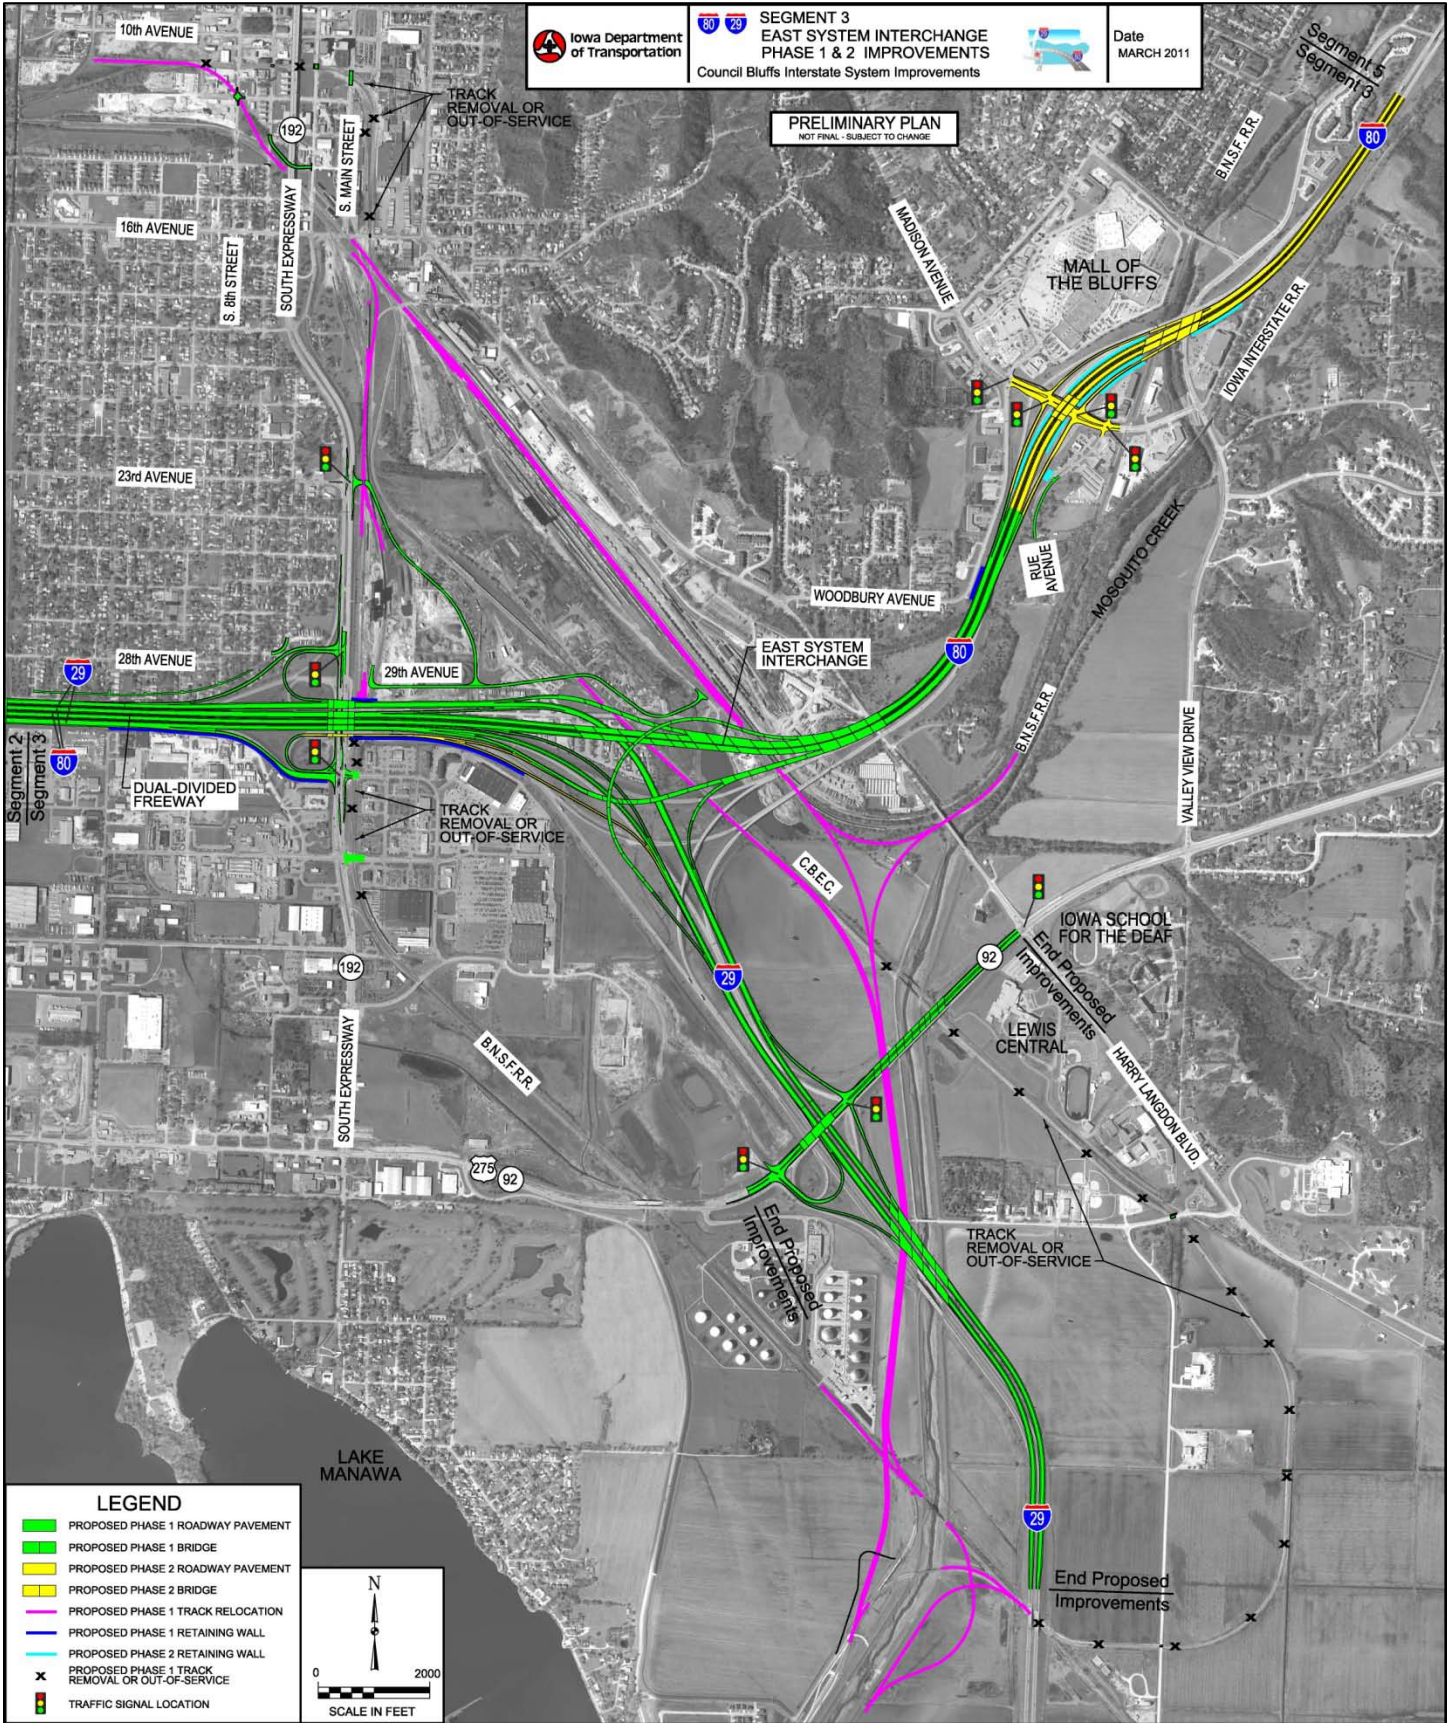 Iowa Department
of Transportation
80 29
SEGMENT 3
EAST SYSTEM INTERCHANGE
PHASE 1 & 2 IMPROVEMENTS
Council Bluffs Interstate System Improvements
Date
MARCH 2011
PRELIMINARY PLAN
NOT FINAL - SUBJECT TO CHANGE
10th AVENUE
TRACK
REMOVAL OR
OUT-OF-SERVICE
192
S. MAIN STREET
16th AVENUE
S. 8th STREET
SOUTH EXPRESSWAY
Segment 5
Segment 3
80
B.N.S.F. R.R.
MADISON AVENUE
MALL OF
THE BLUFFS
IOWA INTERSTATE R.R.
23rd AVENUE
MOSQUITO CREEK
RUE
AVENUE
WOODBURY AVENUE
28th AVENUE
29
29th AVENUE
EAST SYSTEM
INTERCHANGE
80
B.N.S.F.R.R.
VALLEY VIEW DRIVE
Segment 2
Segment 3
80
DUAL-DIVIDED
FREEWAY
TRACK
REMOVAL OR
OUT-OF-SERVICE
C.B.E.C.
IOWA SCHOOL
FOR THE DEAF
192
29
92
End Proposed
Improvements
LEWIS
CENTRAL
HARRY LANGDON BLVD.
SOUTH EXPRESSWAY
B.N.S.F.R.R.
275
92
End Proposed
Improvements
TRACK
REMOVAL OR
OUT-OF-SERVICE
LAKE
MANAWA
29
End Proposed
Improvements
LEGEND
PROPOSED PHASE 1 ROADWAY PAVEMENT
PROPOSED PHASE 1 BRIDGE
PROPOSED PHASE 2 ROADWAY PAVEMENT
PROPOSED PHASE 2 BRIDGE
PROPOSED PHASE 1 TRACK RELOCATION
PROPOSED PHASE 1 RETAINING WALL
PROPOSED PHASE 2 RETAINING WALL
PROPOSED PHASE 1 TRACK
REMOVAL OR OUT-OF-SERVICE
TRAFFIC SIGNAL LOCATION
N
0 2000
SCALE IN FEET